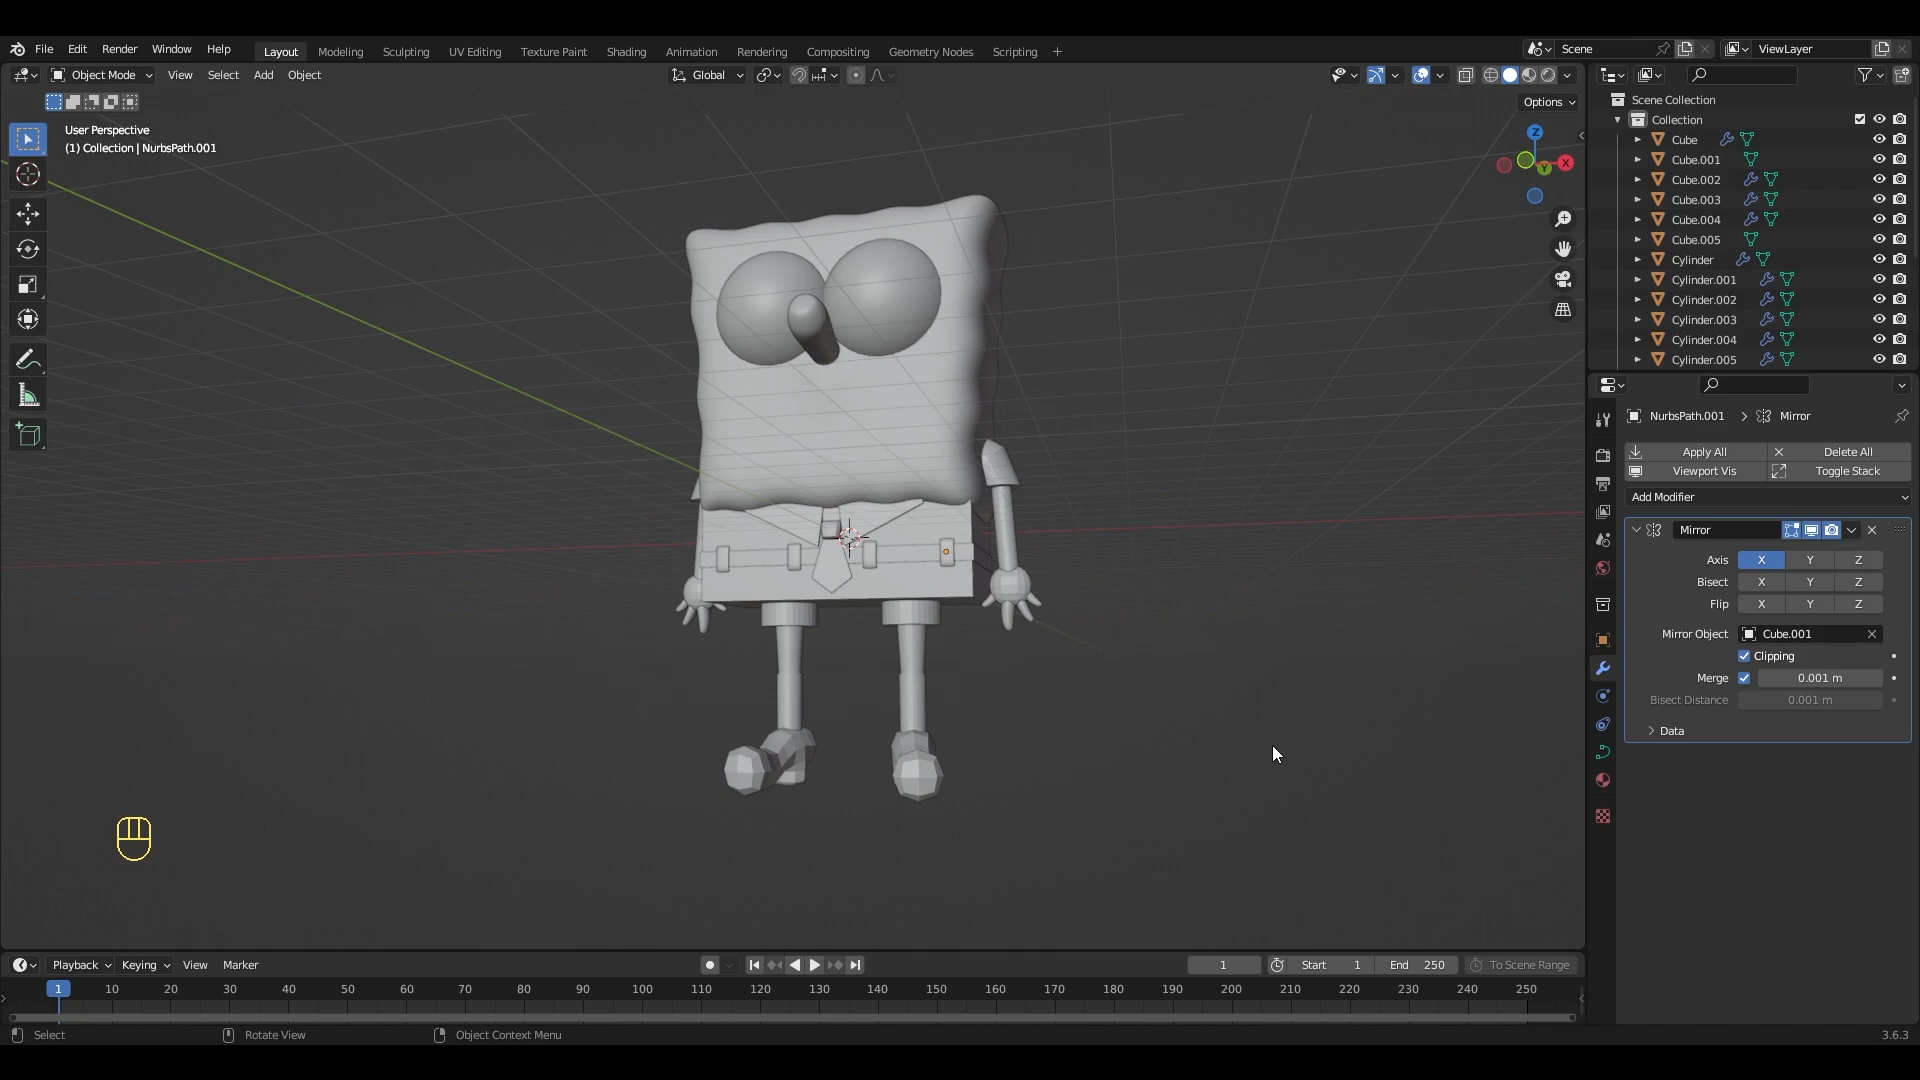 File Edit Render Window Help Layout Modeling Sculpting UV Editing Texture Paint Shading Animation Rendering Compositing Geometry Nodes Scripting + Scene ViewLayer
Object Mode View Select Add Object Global
Options
User Perspective
(1) Collection | NurbsPath.001
Z
X
Y
Scene Collection
Collection
Cube
Cube.001
Cube.002
Cube.003
Cube.004
Cube.005
Cylinder
Cylinder.001
Cylinder.002
Cylinder.003
Cylinder.004
Cylinder.005
NurbsPath.001 > Mirror
Apply All Delete All
Viewport Vis Toggle Stack
Add Modifier
Mirror
Axis X Y Z
Bisect X Y Z
Flip X Y Z
Mirror Object Cube.001
Clipping
Merge 0.001 m
Bisect Distance 0.001 m
Data
Playback Keying View Marker 1 Start 1 End 250 To Scene Range
1 10 20 30 40 50 60 70 80 90 100 110 120 130 140 150 160 170 180 190 200 210 220 230 240 250
Select Rotate View Object Context Menu 3.6.3